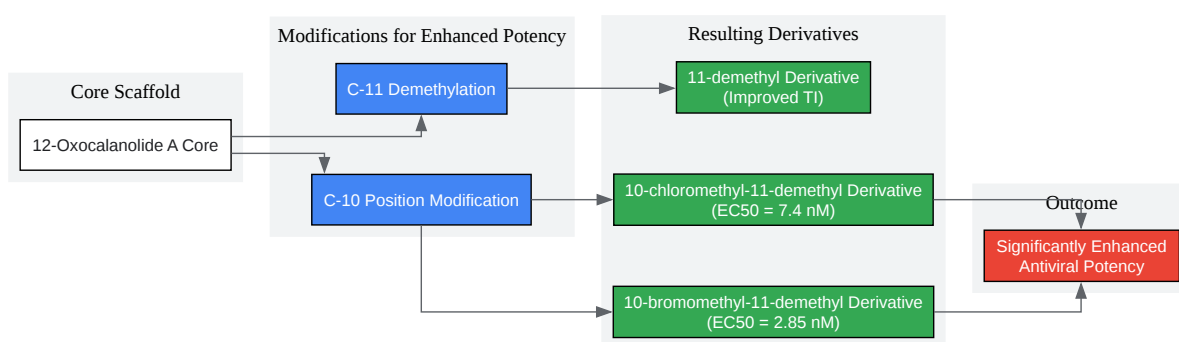 Core Scaffold
12-Oxocalanolide A Core
Modifications for Enhanced Potency
C-11 Demethylation
C-10 Position Modification
Resulting Derivatives
11-demethyl Derivative
(Improved TI)
10-chloromethyl-11-demethyl Derivative
(EC50 = 7.4 nM)
10-bromomethyl-11-demethyl Derivative
(EC50 = 2.85 nM)
Outcome
Significantly Enhanced
Antiviral Potency